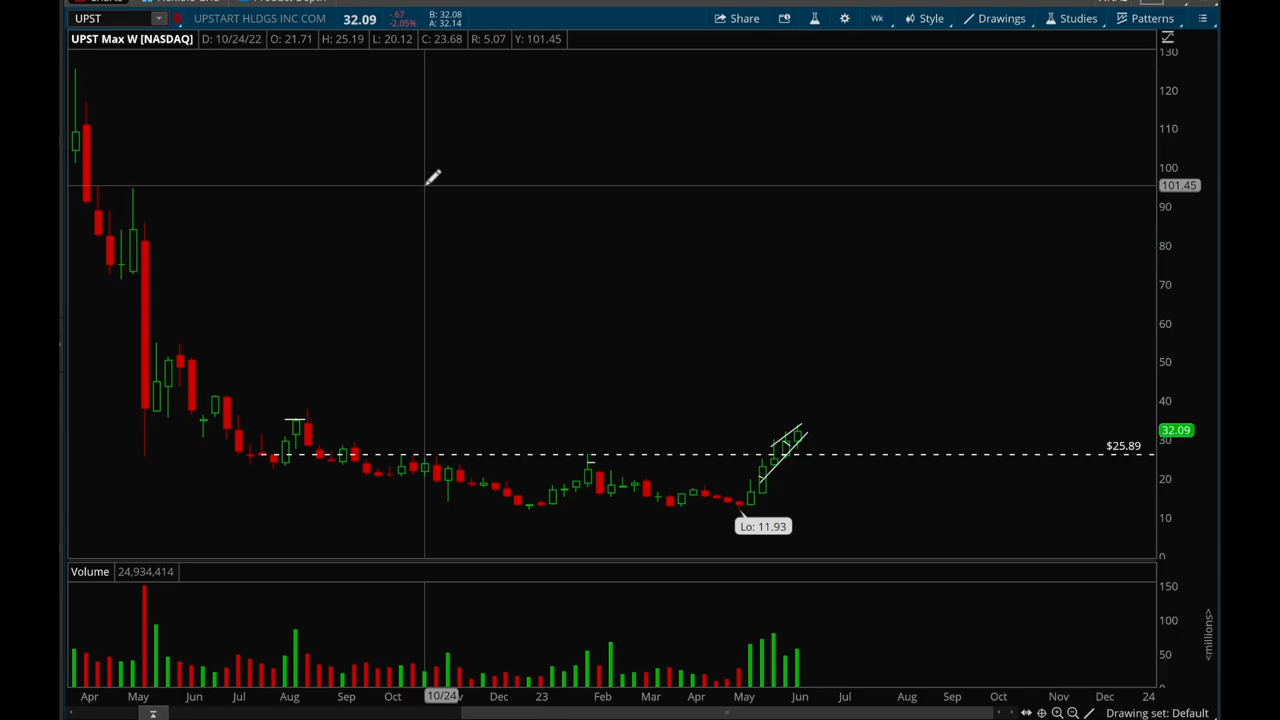 UPST
UPSTART HLDGS INC COM
32.09
-.67
-2.05%
B: 32.08
A: 32.14
Share
Wk
Style
Drawings
Studies
Patterns
UPST Max W [NASDAQ]
D: 10/24/22
O: 21.71
H: 25.19
L: 20.12
C: 23.68
R: 5.07
Y: 101.45
130
120
110
100
101.45
90
80
70
60
50
40
32.09
30
$25.89
20
10
0
Lo: 11.93
Volume
24,934,414
150
100
50
0
<millions>
Apr
May
Jun
Jul
Aug
Sep
Oct
10/24
Dec
23
Feb
Mar
Apr
May
Jun
Jul
Aug
Sep
Oct
Nov
Dec
24
Drawing set: Default